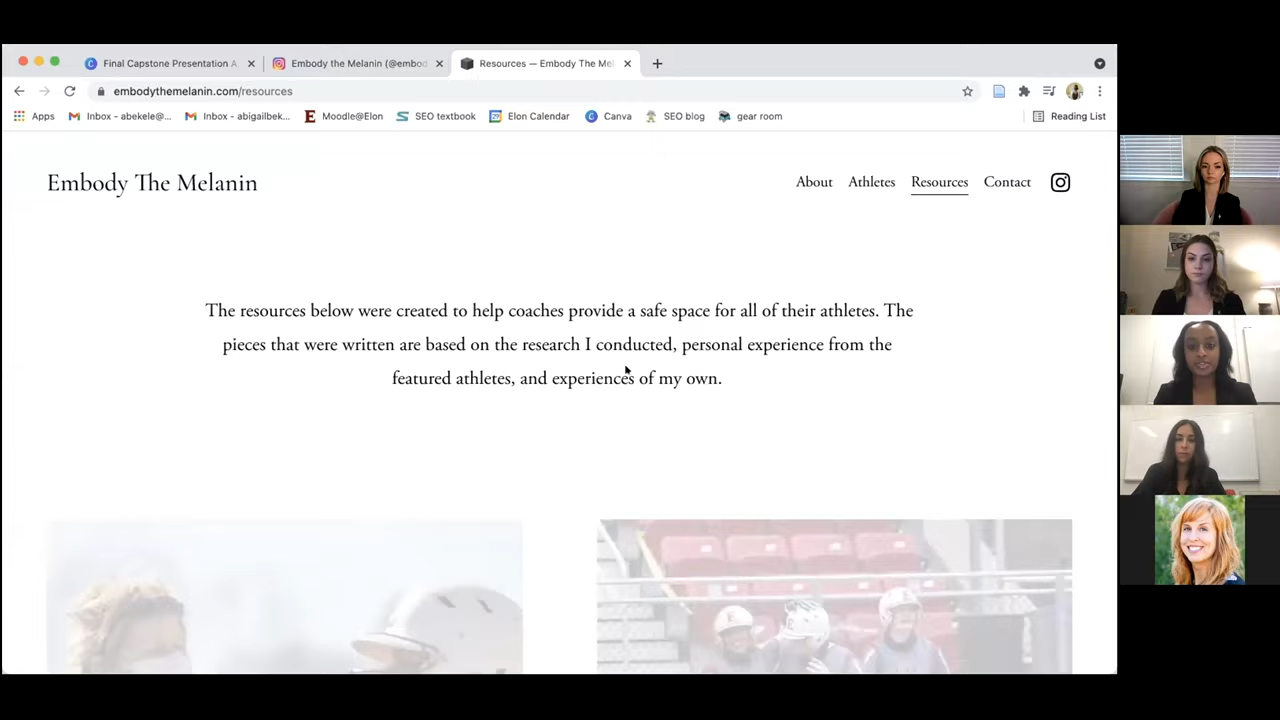 Final Capstone Presentation A
Embody the Melanin (@embod
Resources — Embody The Mel
embodythemelanin.com/resources
Apps
Inbox - abekele@...
Inbox - abigailbek...
Moodle@Elon
SEO textbook
Elon Calendar
Canva
SEO blog
gear room
Reading List
Embody The Melanin
About
Athletes
Resources
Contact
The resources below were created to help coaches provide a safe space for all of their athletes. The
pieces that were written are based on the research I conducted, personal experience from the
featured athletes, and experiences of my own.